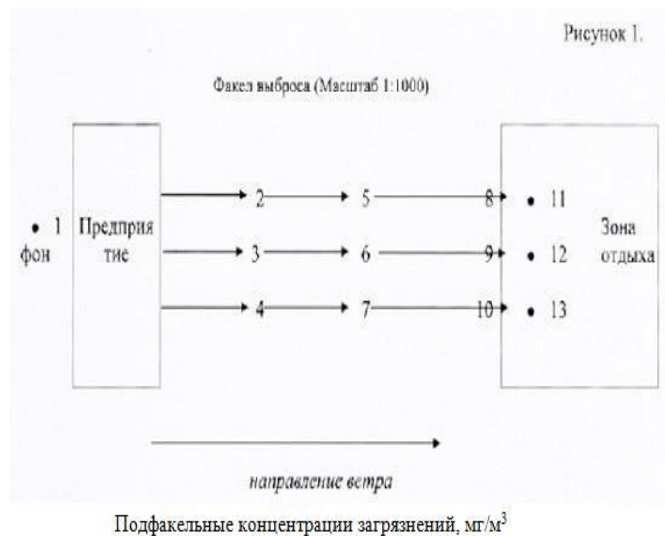 Рисунок 1.
Факел выброса (Масштаб 1:1000)
2 5 8 11
1 Предприя Зона
фон тие 3 6 9 12 отдыха
4 7 10 13
направление ветра
Подфакельные концентрации загрязнений, мг/м³